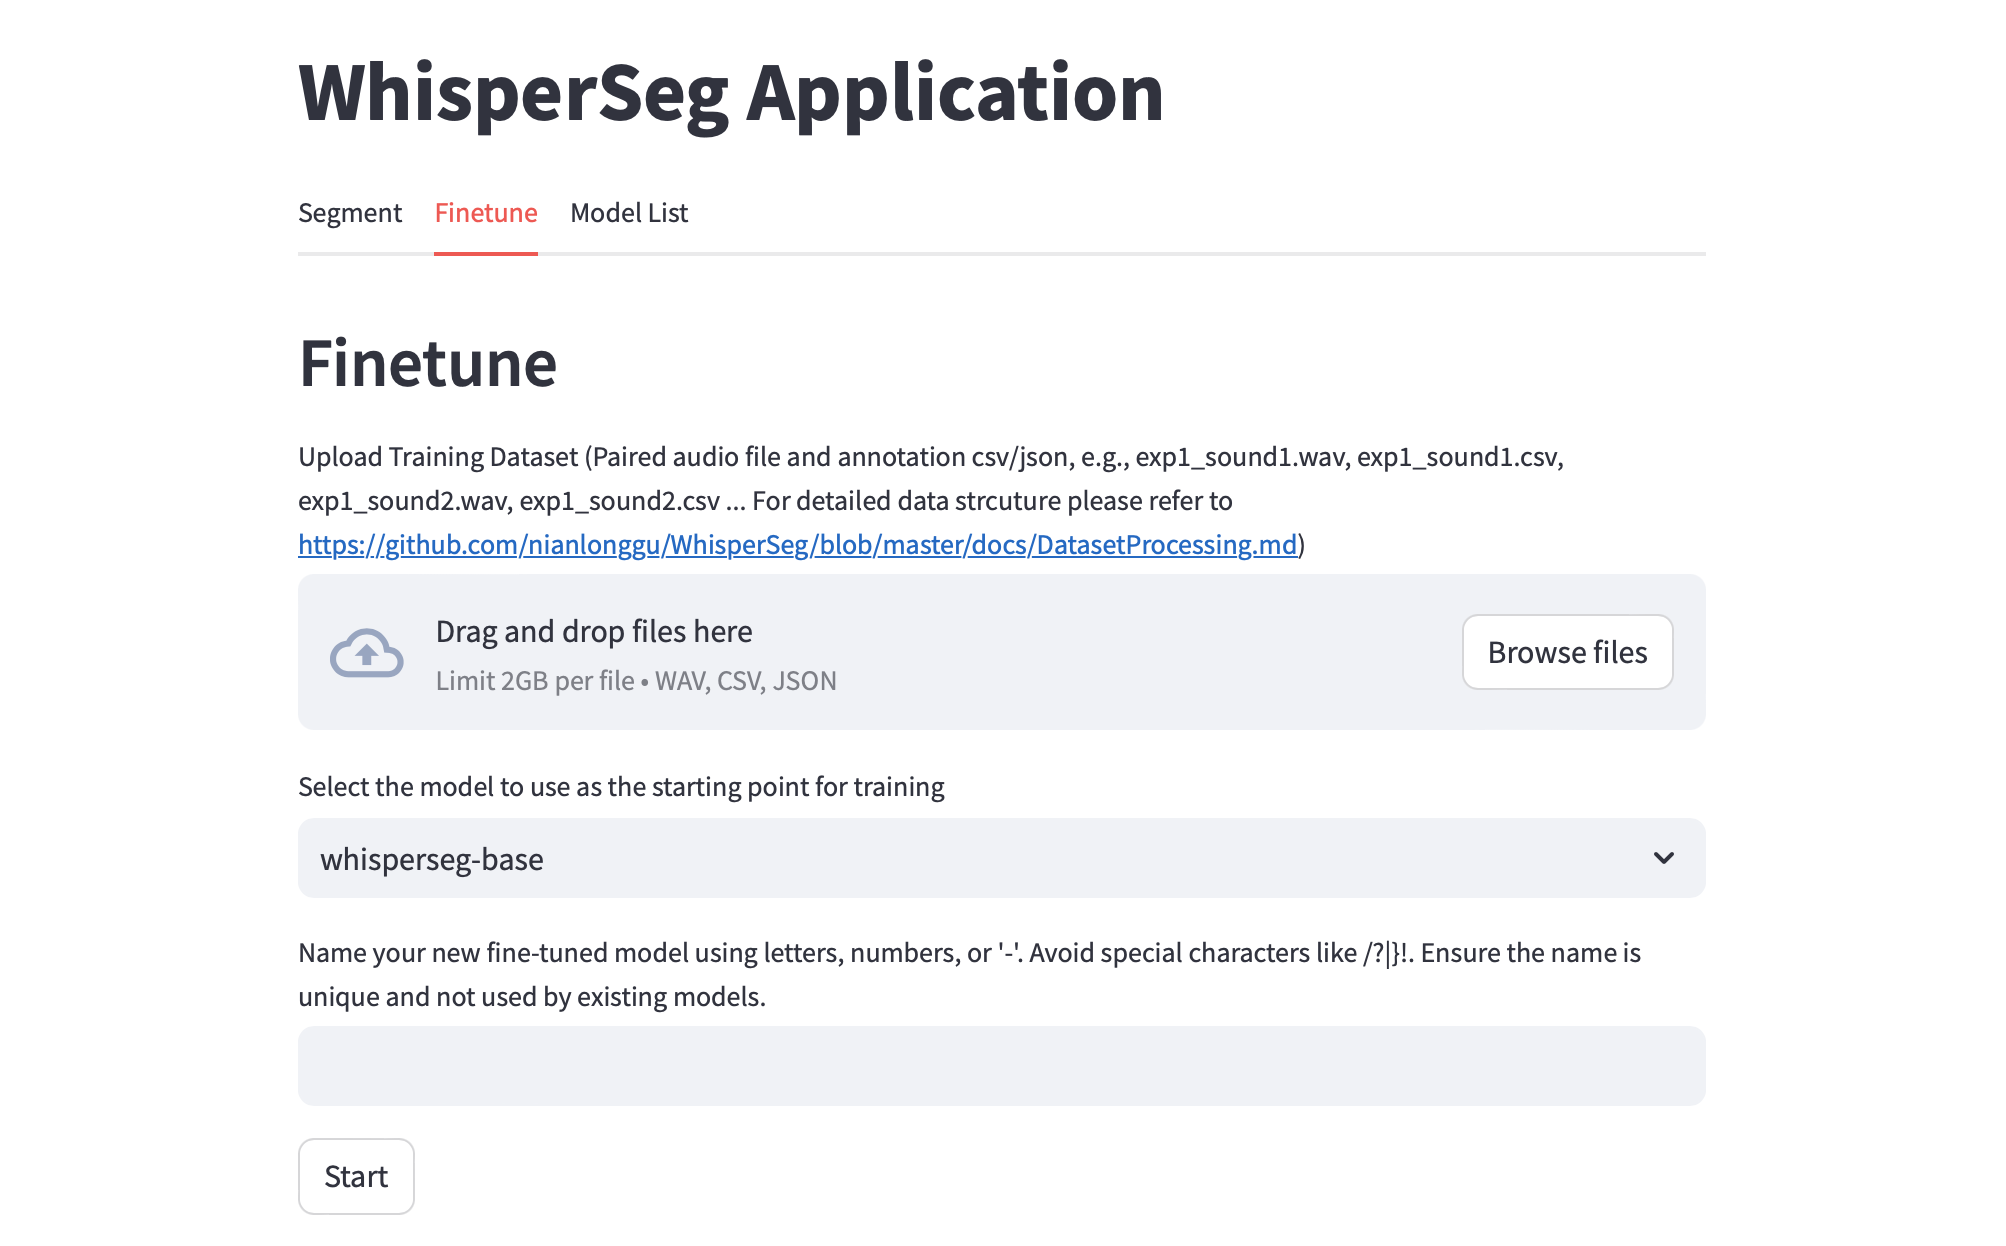 WhisperSeg Application
Segment Finetune Model List
Finetune
Upload Training Dataset (Paired audio file and annotation csv/json, e.g., exp1_sound1.wav, exp1_sound1.csv,
exp1_sound2.wav, exp1_sound2.csv ... For detailed data strcuture please refer to
https://github.com/nianlonggu/WhisperSeg/blob/master/docs/DatasetProcessing.md)
Drag and drop files here
Limit 2GB per file • WAV, CSV, JSON
Browse files
Select the model to use as the starting point for training
whisperseg-base
Name your new fine-tuned model using letters, numbers, or '-'. Avoid special characters like /?|}!. Ensure the name is
unique and not used by existing models.
Start